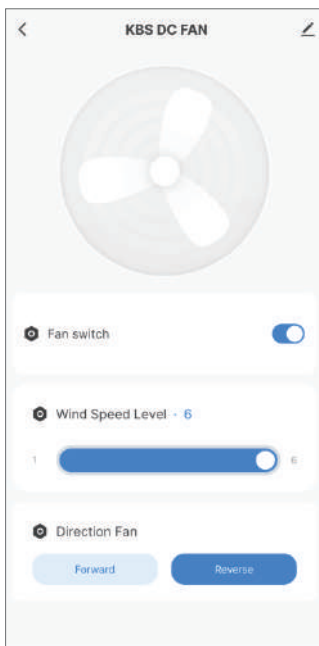 KBS DC FAN
Fan switch
Wind Speed Level · 6
1 6
Direction Fan
Forward Reverse